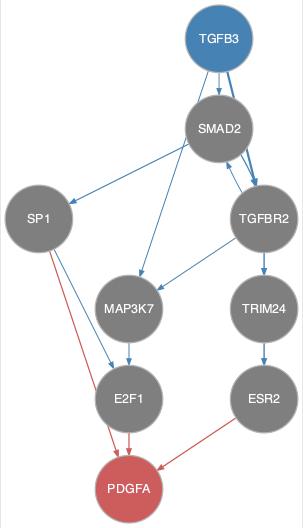 TGFB3
SMAD2
SP1
TGFBR2
MAP3K7
TRIM24
E2F1
ESR2
PDGFA